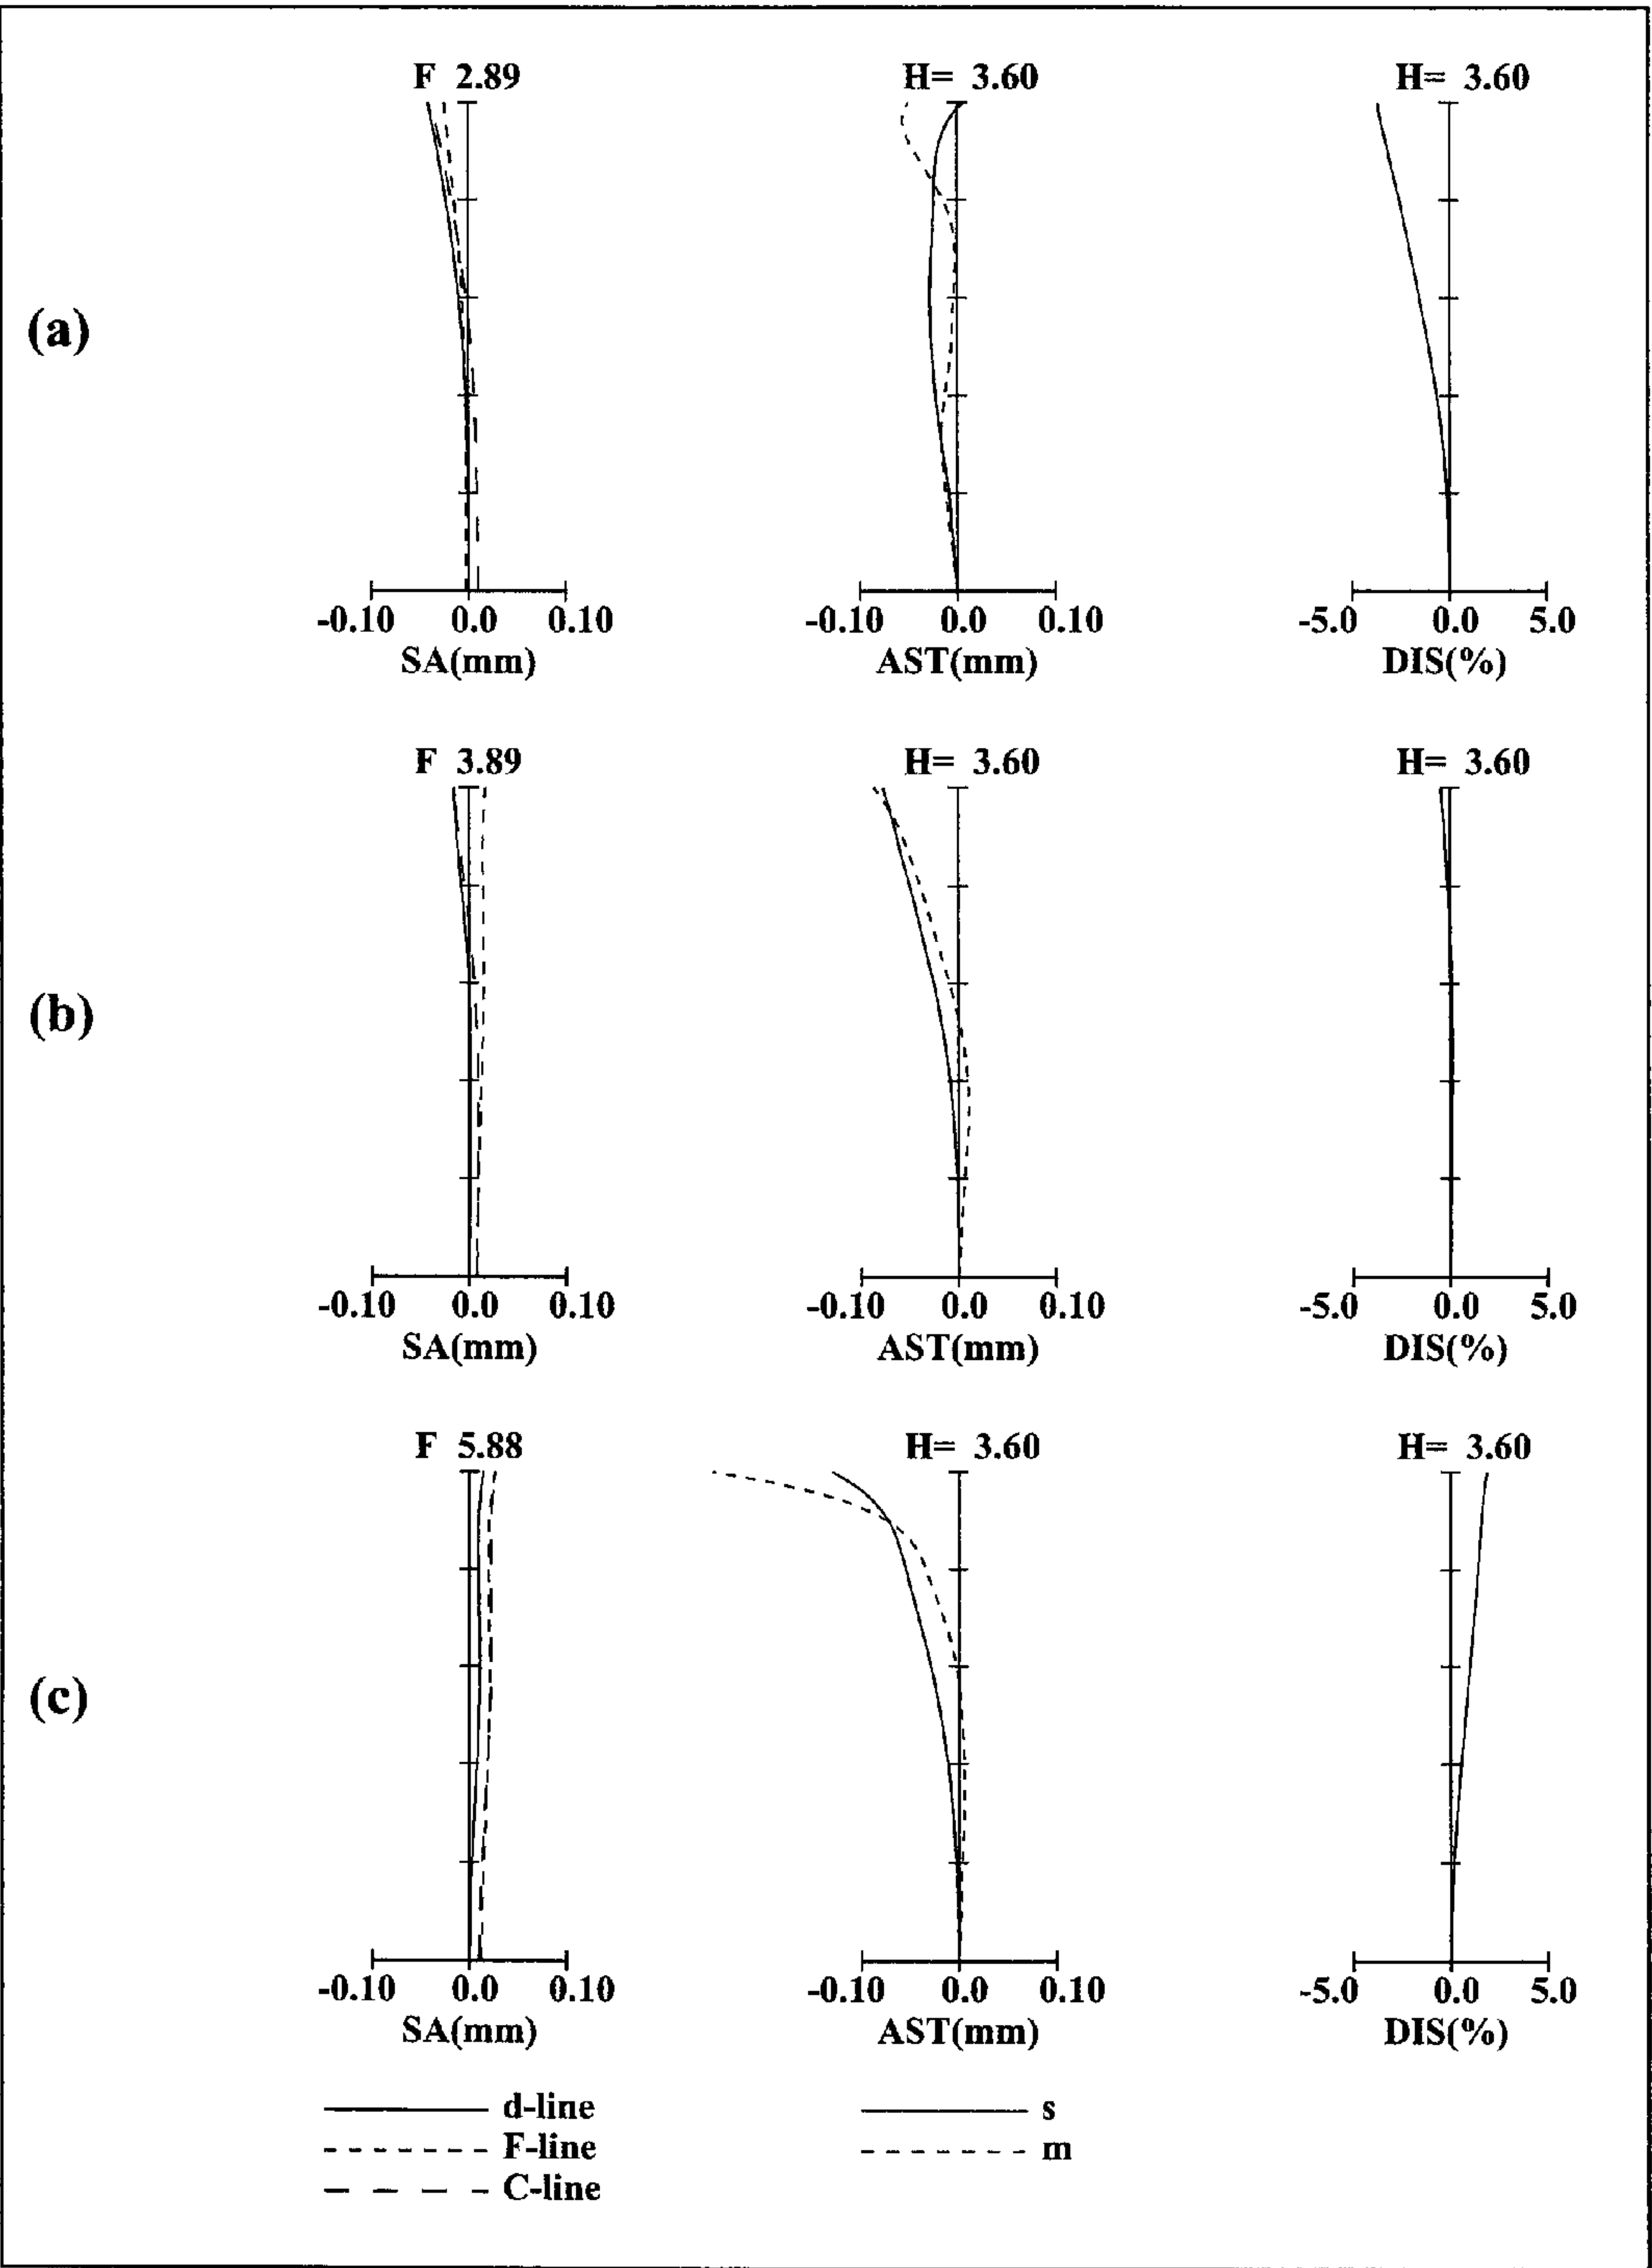 F 2.89 H= 3.60 H= 3.60
(a)
-0.10 0.0 0.10 -0.10 0.0 0.10 -5.0 0.0 5.0
SA(mm) AST(mm) DIS(%)
F 3.89 H= 3.60 H= 3.60
(b)
-0.10 0.0 0.10 -0.10 0.0 0.10 -5.0 0.0 5.0
SA(mm) AST(mm) DIS(%)
F 5.88 H= 3.60 H= 3.60
(c)
-0.10 0.0 0.10 -0.10 0.0 0.10 -5.0 0.0 5.0
SA(mm) AST(mm) DIS(%)
d-line s
F-line m
C-line